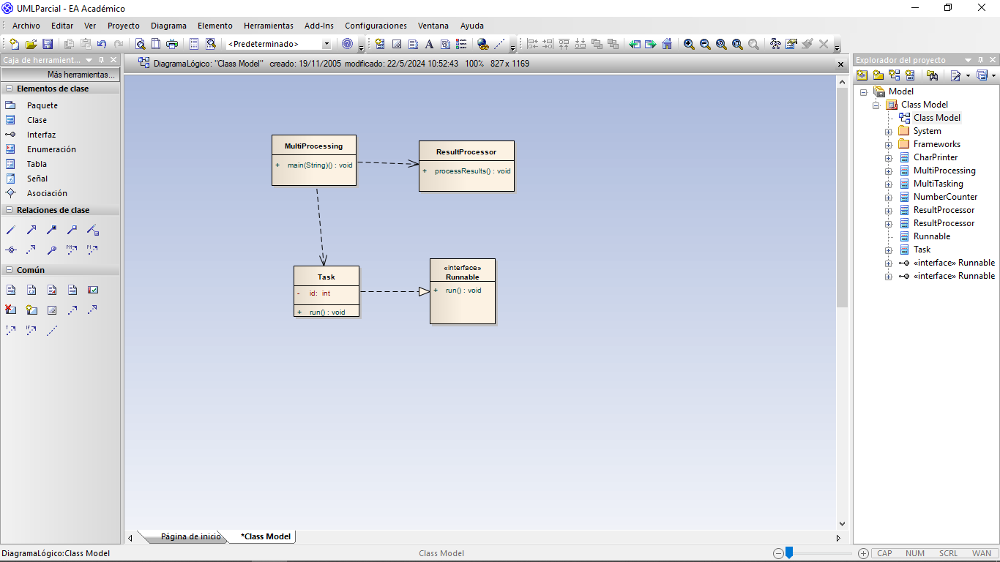 UMLParcial - EA Académico
Archivo Editar Ver Proyecto Diagrama Elemento Herramientas Add-Ins Configuraciones Ventana Ayuda
<Predeterminado>
Caja de herrament...
DiagramaLógico: "Class Model" creado: 19/11/2005 modificado: 22/5/2024 10:52:43 100% 827 x 1169
Explorador del proyecto
Más herramientas...
Elementos de clase
Paquete
Clase
Interfaz
Enumeración
Tabla
Señal
Asociación
Relaciones de clase
Común
MultiProcessing
+ main(String)() : void
ResultProcessor
+ processResults() : void
Task
- id: int
+ run() : void
«interface»
Runnable
+ run() : void
Model
Class Model
Class Model
System
Frameworks
CharPrinter
MultiProcessing
MultiTasking
NumberCounter
ResultProcessor
ResultProcessor
Runnable
Task
«interface» Runnable
«interface» Runnable
Página de inicio
*Class Model
DiagramaLógico:Class Model
Class Model
CAP NUM SCRL WAN